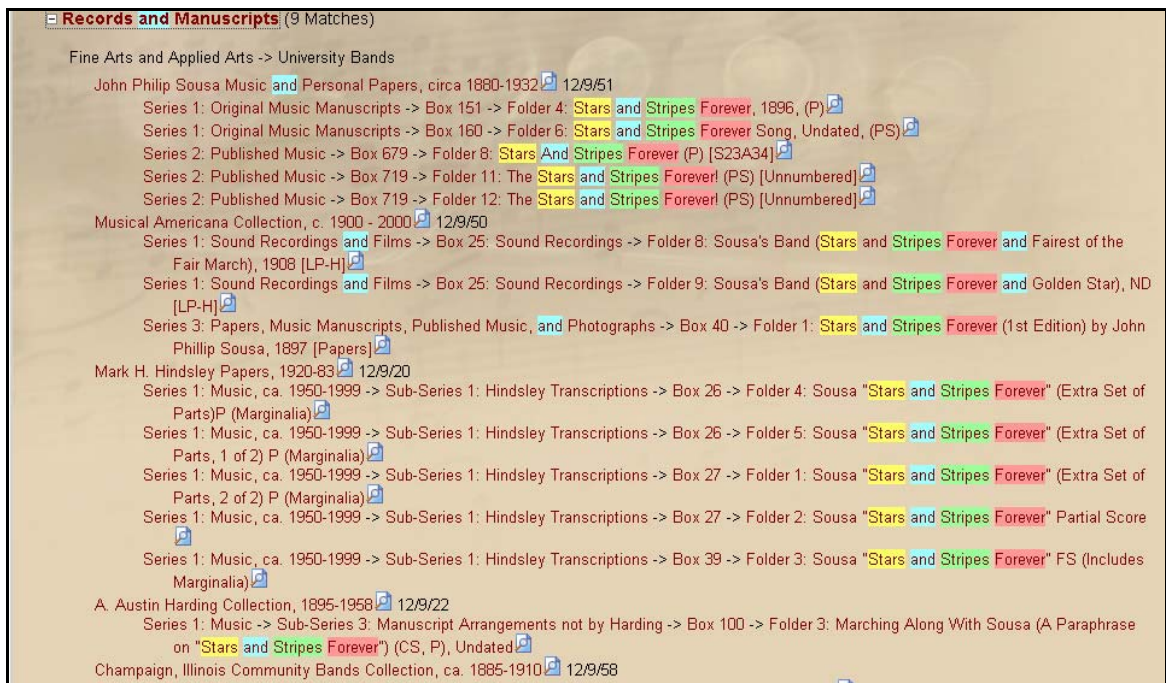 Records and Manuscripts (9 Matches)
Fine Arts and Applied Arts -> University Bands
John Philip Sousa Music and Personal Papers, circa 1880-1932 12/9/51
Series 1: Original Music Manuscripts -> Box 151 -> Folder 4: Stars and Stripes Forever, 1896, (P)
Series 1: Original Music Manuscripts -> Box 160 -> Folder 6: Stars and Stripes Forever Song, Undated, (PS)
Series 2: Published Music -> Box 679 -> Folder 8: Stars And Stripes Forever (P) [S23A34]
Series 2: Published Music -> Box 719 -> Folder 11: The Stars and Stripes Forever! (PS) [Unnumbered]
Series 2: Published Music -> Box 719 -> Folder 12: The Stars and Stripes Forever! (PS) [Unnumbered]
Musical Americana Collection, c. 1900 - 2000 12/9/50
Series 1: Sound Recordings and Films -> Box 25: Sound Recordings -> Folder 8: Sousa's Band (Stars and Stripes Forever and Fairest of the
Fair March), 1908 [LP-H]
Series 1: Sound Recordings and Films -> Box 25: Sound Recordings -> Folder 9: Sousa's Band (Stars and Stripes Forever and Golden Star), ND
[LP-H]
Series 3: Papers, Music Manuscripts, Published Music, and Photographs -> Box 40 -> Folder 1: Stars and Stripes Forever (1st Edition) by John
Phillip Sousa, 1897 [Papers]
Mark H. Hindsley Papers, 1920-83 12/9/20
Series 1: Music, ca. 1950-1999 -> Sub-Series 1: Hindsley Transcriptions -> Box 26 -> Folder 4: Sousa "Stars and Stripes Forever" (Extra Set of
Parts)P (Marginalia)
Series 1: Music, ca. 1950-1999 -> Sub-Series 1: Hindsley Transcriptions -> Box 26 -> Folder 5: Sousa "Stars and Stripes Forever" (Extra Set of
Parts, 1 of 2) P (Marginalia)
Series 1: Music, ca. 1950-1999 -> Sub-Series 1: Hindsley Transcriptions -> Box 27 -> Folder 1: Sousa "Stars and Stripes Forever" (Extra Set of
Parts, 2 of 2) P (Marginalia)
Series 1: Music, ca. 1950-1999 -> Sub-Series 1: Hindsley Transcriptions -> Box 27 -> Folder 2: Sousa "Stars and Stripes Forever" Partial Score
Series 1: Music, ca. 1950-1999 -> Sub-Series 1: Hindsley Transcriptions -> Box 39 -> Folder 3: Sousa "Stars and Stripes Forever" FS (Includes
Marginalia)
A. Austin Harding Collection, 1895-1958 12/9/22
Series 1: Music -> Sub-Series 3: Manuscript Arrangements not by Harding -> Box 100 -> Folder 3: Marching Along With Sousa (A Paraphrase
on "Stars and Stripes Forever") (CS, P), Undated
Champaign, Illinois Community Bands Collection, ca. 1885-1910 12/9/58